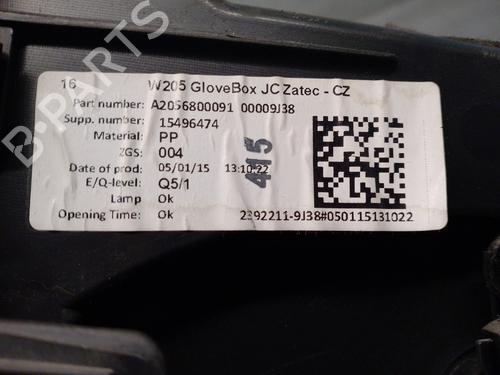 16 W205 GloveBox JC Zatec - CZ
Part number: A2056800091 00009J38
Supp. number: 15496474
Material: PP
ZGS: 004
Date of prod: 05/01/15 13:10:22
E/Q-level: Q5/1
Lamp Ok
Opening Time: Ok
415
2392211-9J38#050115131022
B-PARTS